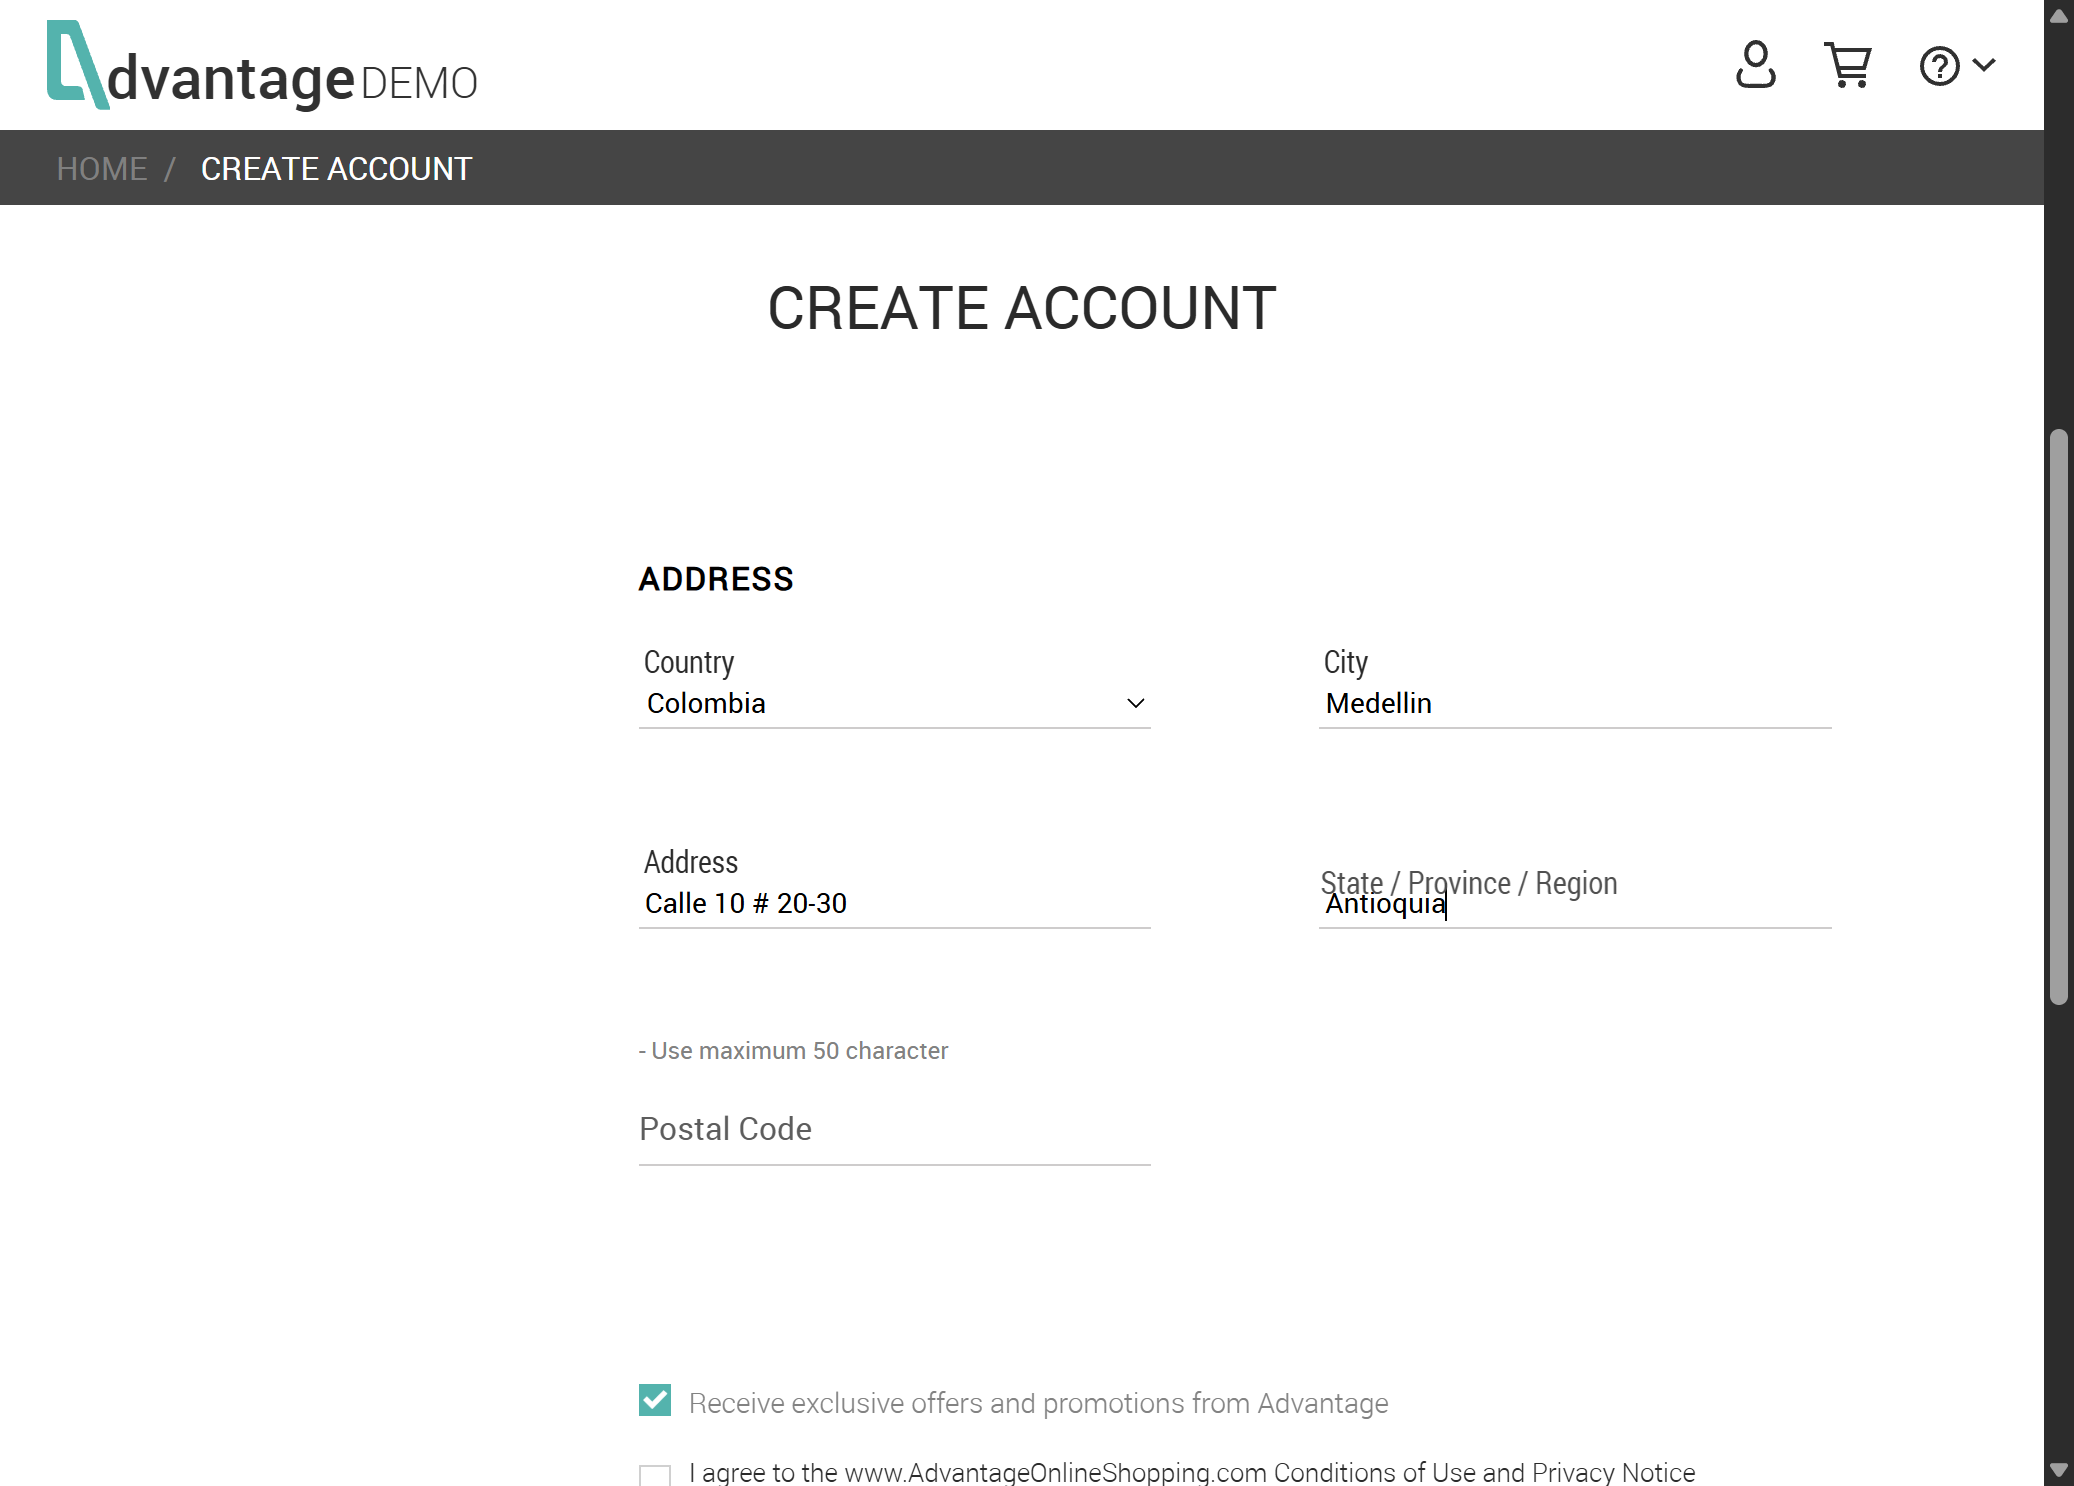 dvantage DEMO
HOME / CREATE ACCOUNT
CREATE ACCOUNT
ADDRESS
Country
Colombia
City
Medellin
Address
Calle 10 # 20-30
State / Province / Region
Antioquia
- Use maximum 50 character
Postal Code
Receive exclusive offers and promotions from Advantage
I agree to the www.AdvantageOnlineShopping.com Conditions of Use and Privacy Notice